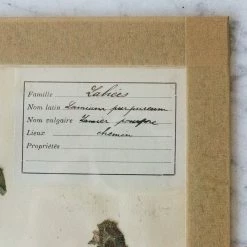 Famille Labiées
Nom latin Lamium purpureum
Nom vulgaire Lamier pourpre
Lieux chemin
Propriétés